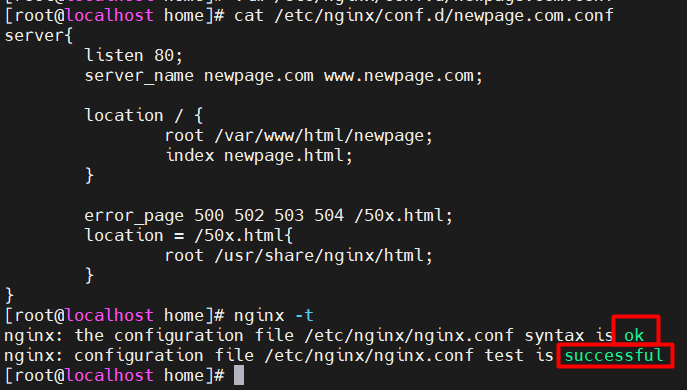 [root@localhost home]# cat /etc/nginx/conf.d/newpage.com.conf
server{
        listen 80;
        server_name newpage.com www.newpage.com;

        location / {
                root /var/www/html/newpage;
                index newpage.html;
        }

        error_page 500 502 503 504 /50x.html;
        location = /50x.html{
                root /usr/share/nginx/html;
        }
}
[root@localhost home]# nginx -t
nginx: the configuration file /etc/nginx/nginx.conf syntax is ok
nginx: configuration file /etc/nginx/nginx.conf test is successful
[root@localhost home]#